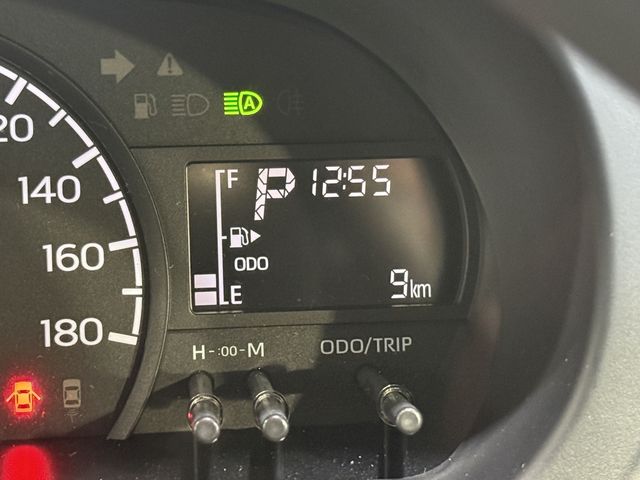 A
F P 12:55
20
140
160
180
ODO
E 9km
H -:00- M ODO/TRIP